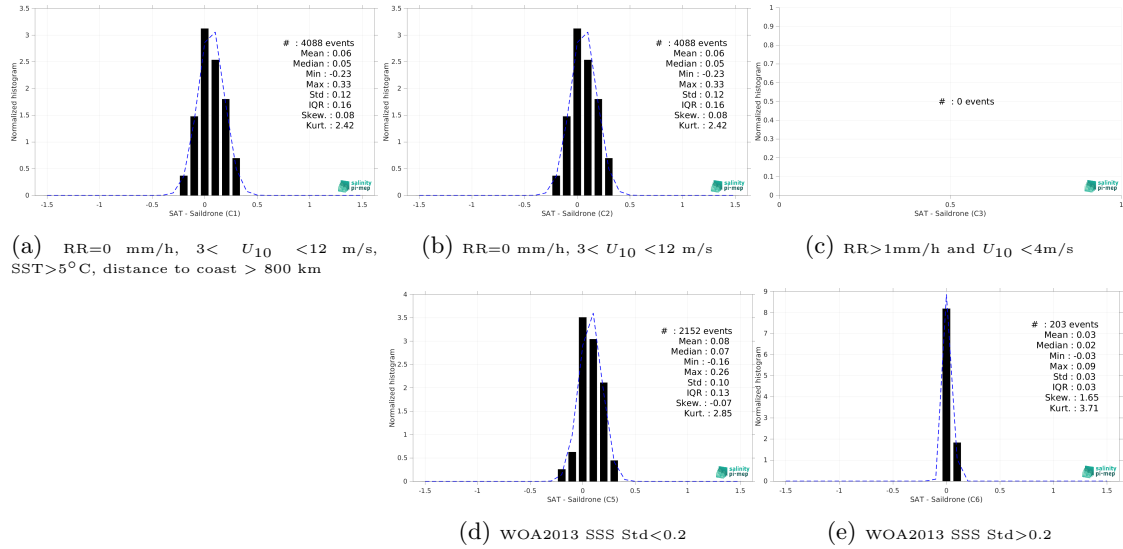 3.5
3
2.5
2
1.5
1
0.5
0
Normalized histogram
# : 4088 events
Mean : 0.06
Median : 0.05
Min : -0.23
Max : 0.33
Std : 0.12
IQR : 0.16
Skew. : 0.08
Kurt. : 2.42
salinity
pi-mep
-1.5 -1 -0.5 0 0.5 1 1.5
SAT - Saildrone (C1)
(a) RR=0 mm/h, 3< U10 <12 m/s,
SST>5°C, distance to coast > 800 km
3.5
3
2.5
2
1.5
1
0.5
0
Normalized histogram
# : 4088 events
Mean : 0.06
Median : 0.05
Min : -0.23
Max : 0.33
Std : 0.12
IQR : 0.16
Skew. : 0.08
Kurt. : 2.42
salinity
pi-mep
-1.5 -1 -0.5 0 0.5 1 1.5
SAT - Saildrone (C2)
(b) RR=0 mm/h, 3< U10 <12 m/s
1
0.9
0.8
0.7
0.6
0.5
0.4
0.3
0.2
0.1
0
Normalized histogram
# : 0 events
salinity
pi-mep
0 0.5 1
SAT - Saildrone (C3)
(c) RR>1mm/h and U10 <4m/s
4
3.5
3
2.5
2
1.5
1
0.5
0
Normalized histogram
# : 2152 events
Mean : 0.08
Median : 0.07
Min : -0.16
Max : 0.26
Std : 0.10
IQR : 0.13
Skew. : -0.07
Kurt. : 2.85
salinity
pi-mep
-1.5 -1 -0.5 0 0.5 1 1.5
SAT - Saildrone (C5)
(d) WOA2013 SSS Std<0.2
9
8
7
6
5
4
3
2
1
0
Normalized histogram
# : 203 events
Mean : 0.03
Median : 0.02
Min : -0.03
Max : 0.09
Std : 0.03
IQR : 0.03
Skew. : 1.65
Kurt. : 3.71
salinity
pi-mep
-1.5 -1 -0.5 0 0.5 1 1.5
SAT - Saildrone (C6)
(e) WOA2013 SSS Std>0.2